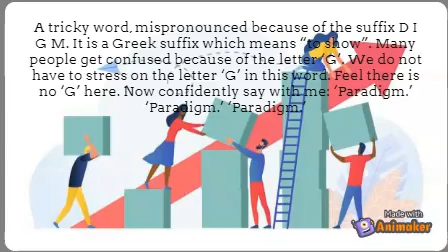 A tricky word, mispronounced because of the suffix D I
G M. It is a Greek suffix which means “to show”. Many
people get confused because of the letter ‘G’. We do not
have to stress on the letter ‘G’ in this word. Feel there is
no ‘G’ here. Now confidently say with me: ‘Paradigm.’
‘Paradigm.’ ‘Paradigm.’
Made with
Animaker